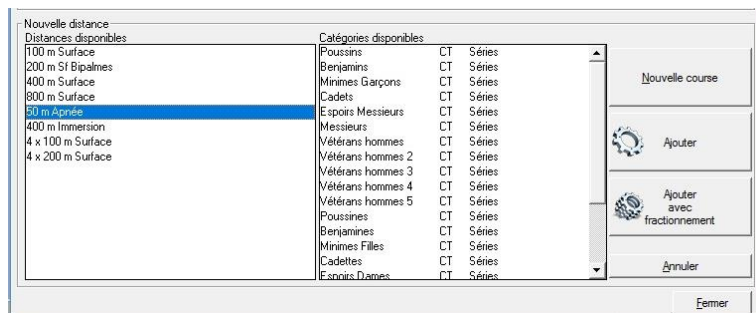 Nouvelle distance
Distances disponibles
100 m Surface
200 m Sf Bipalmes
400 m Surface
800 m Surface
50 m Apnée
400 m Immersion
4 x 100 m Surface
4 x 200 m Surface
Catégories disponibles
Poussins CT Séries
Benjamins CT Séries
Minimes Garçons CT Séries
Cadets CT Séries
Espoirs Messieurs CT Séries
Messieurs CT Séries
Vétérans hommes CT Séries
Vétérans hommes 2 CT Séries
Vétérans hommes 3 CT Séries
Vétérans hommes 4 CT Séries
Vétérans hommes 5 CT Séries
Poussines CT Séries
Benjamines CT Séries
Minimes Filles CT Séries
Cadettes CT Séries
Espoirs Dames CT Séries
Nouvelle course
Ajouter
Ajouter
avec
fractionnement
Annuler
Fermer